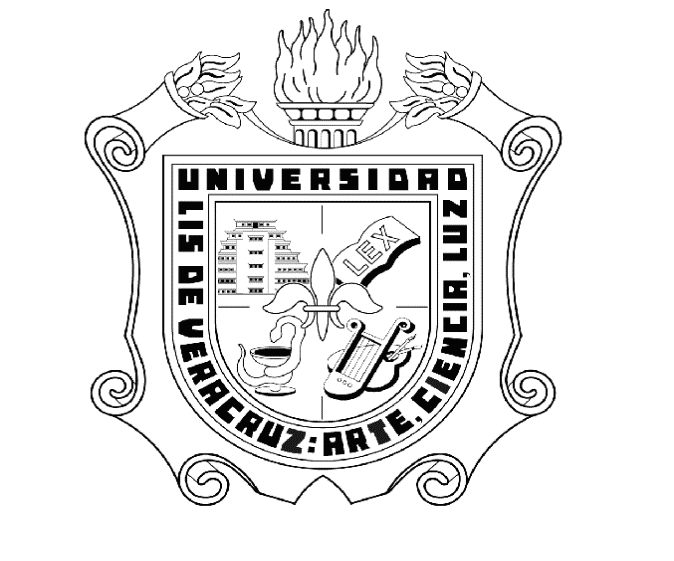 UNIVERSIDAD
LIS DE VERACRUZ: ARTE, CIENCIA, LUZ
LEX